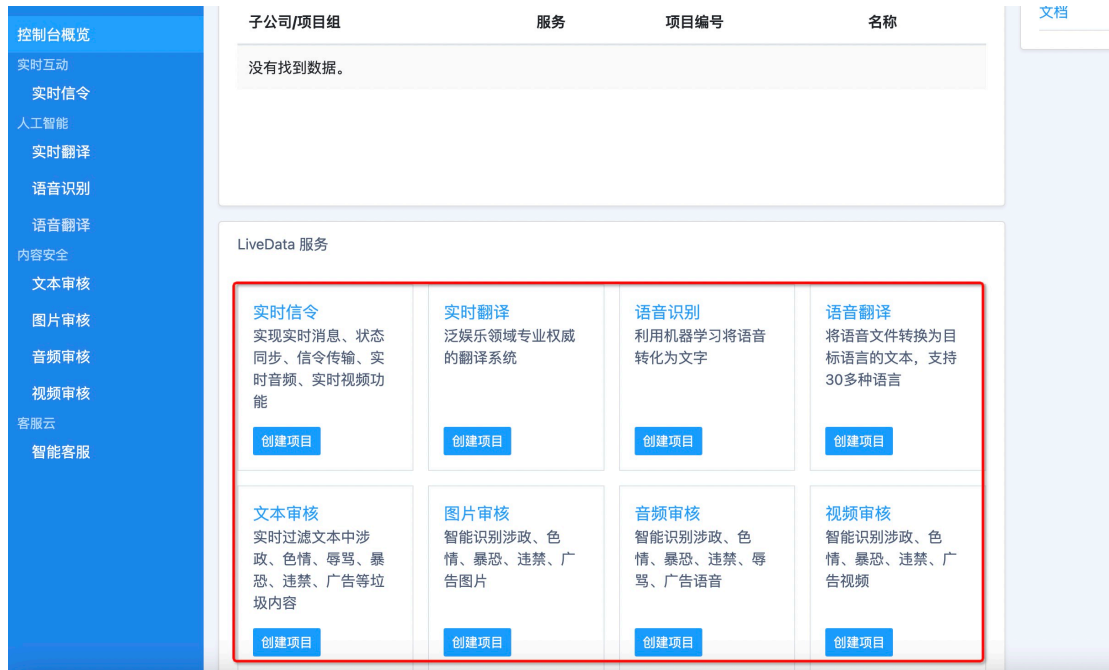 控制台概览
实时互动
实时信令
人工智能
实时翻译
语音识别
语音翻译
内容安全
文本审核
图片审核
音频审核
视频审核
客服云
智能客服
子公司/项目组 服务 项目编号 名称
没有找到数据。
文档
LiveData 服务
实时信令
实现实时消息、状态
同步、信令传输、实
时音频、实时视频功
能
创建项目
实时翻译
泛娱乐领域专业权威
的翻译系统
创建项目
语音识别
利用机器学习将语音
转化为文字
创建项目
语音翻译
将语音文件转换为目
标语言的文本，支持
30多种语言
创建项目
文本审核
实时过滤文本中涉
政、色情、辱骂、暴
恐、违禁、广告等垃
圾内容
创建项目
图片审核
智能识别涉政、色
情、暴恐、违禁、广
告图片
创建项目
音频审核
智能识别涉政、色
情、暴恐、违禁、辱
骂、广告语音
创建项目
视频审核
智能识别涉政、色
情、暴恐、违禁、广
告视频
创建项目